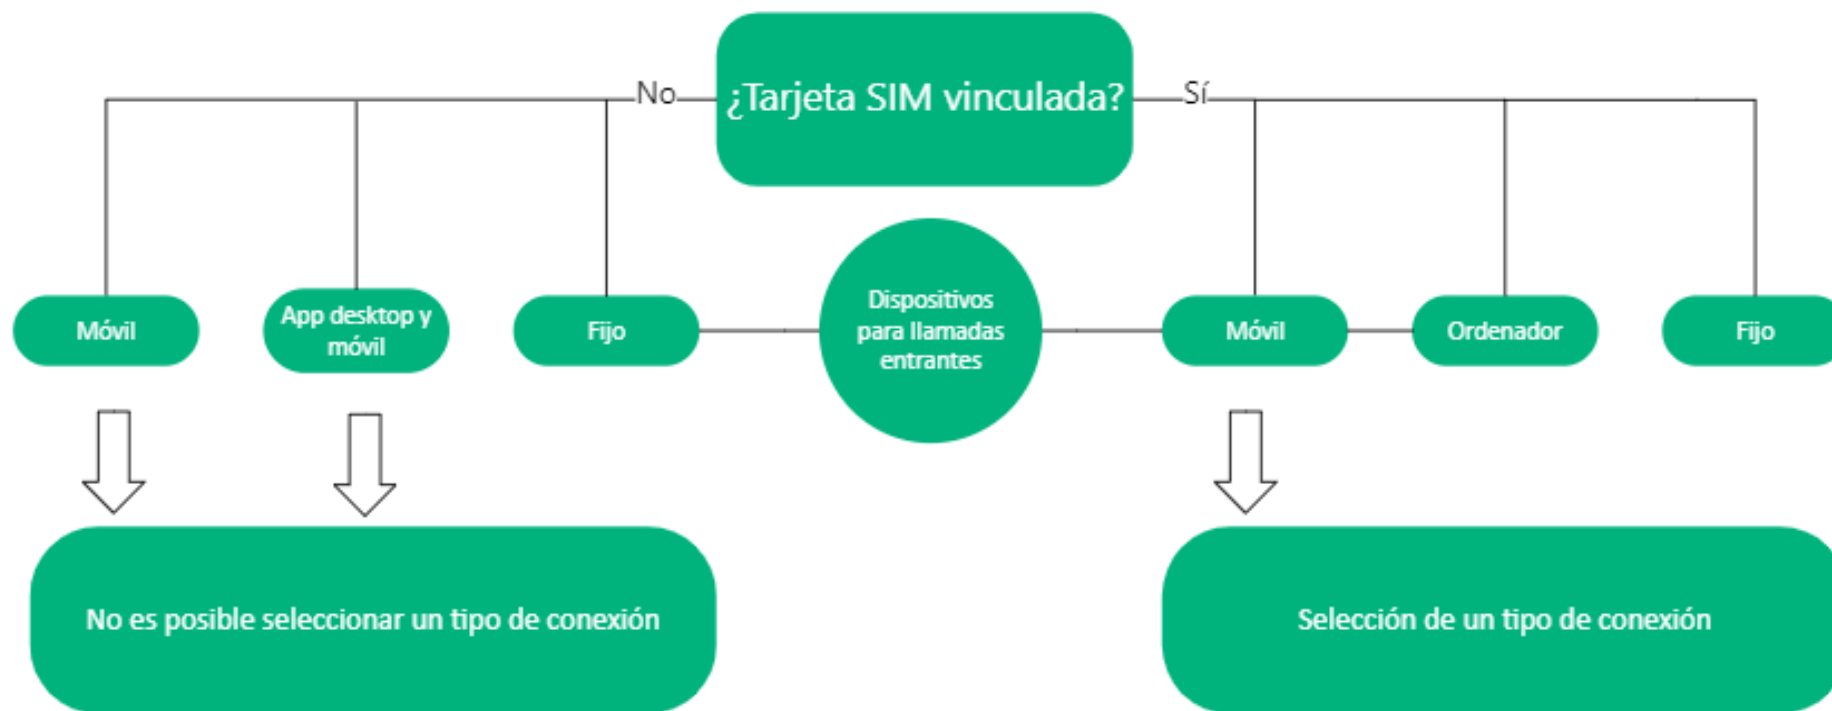 ¿Tarjeta SIM vinculada?
No
Sí
Móvil
App desktop y
móvil
Fijo
Dispositivos
para llamadas
entrantes
Móvil
Ordenador
Fijo
No es posible seleccionar un tipo de conexión
Selección de un tipo de conexión